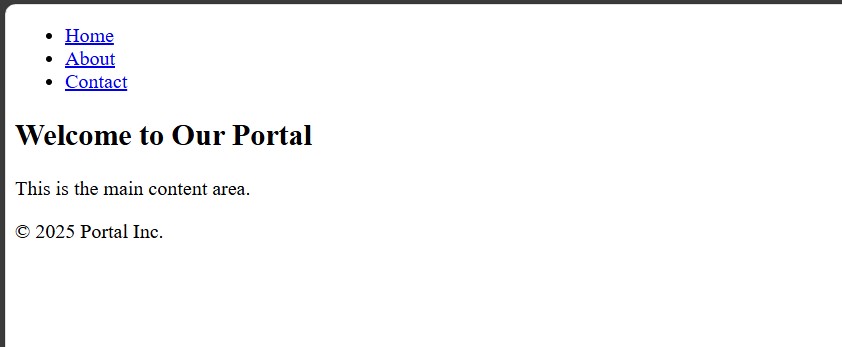 Home
About
Contact
Welcome to Our Portal
This is the main content area.
© 2025 Portal Inc.